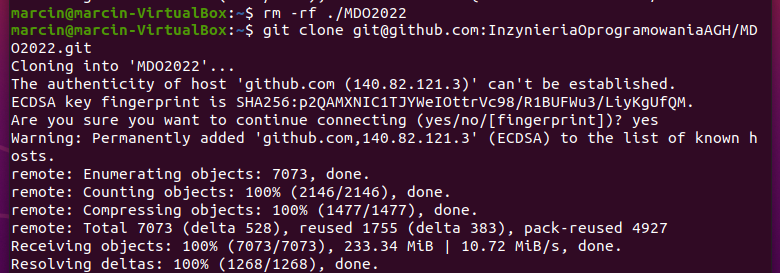 marcin@marcin-VirtualBox:~$ rm -rf ./MDO2022
marcin@marcin-VirtualBox:~$ git clone git@github.com:InzynieriaOprogramowaniaAGH/MD
O2022.git
Cloning into 'MDO2022'...
The authenticity of host 'github.com (140.82.121.3)' can't be established.
ECDSA key fingerprint is SHA256:p2QAMXNIC1TJYWeIOttrVc98/R1BUFWu3/LiyKgUfQM.
Are you sure you want to continue connecting (yes/no/[fingerprint])? yes
Warning: Permanently added 'github.com,140.82.121.3' (ECDSA) to the list of known h
osts.
remote: Enumerating objects: 7073, done.
remote: Counting objects: 100% (2146/2146), done.
remote: Compressing objects: 100% (1477/1477), done.
remote: Total 7073 (delta 528), reused 1755 (delta 383), pack-reused 4927
Receiving objects: 100% (7073/7073), 233.34 MiB | 10.72 MiB/s, done.
Resolving deltas: 100% (1268/1268), done.